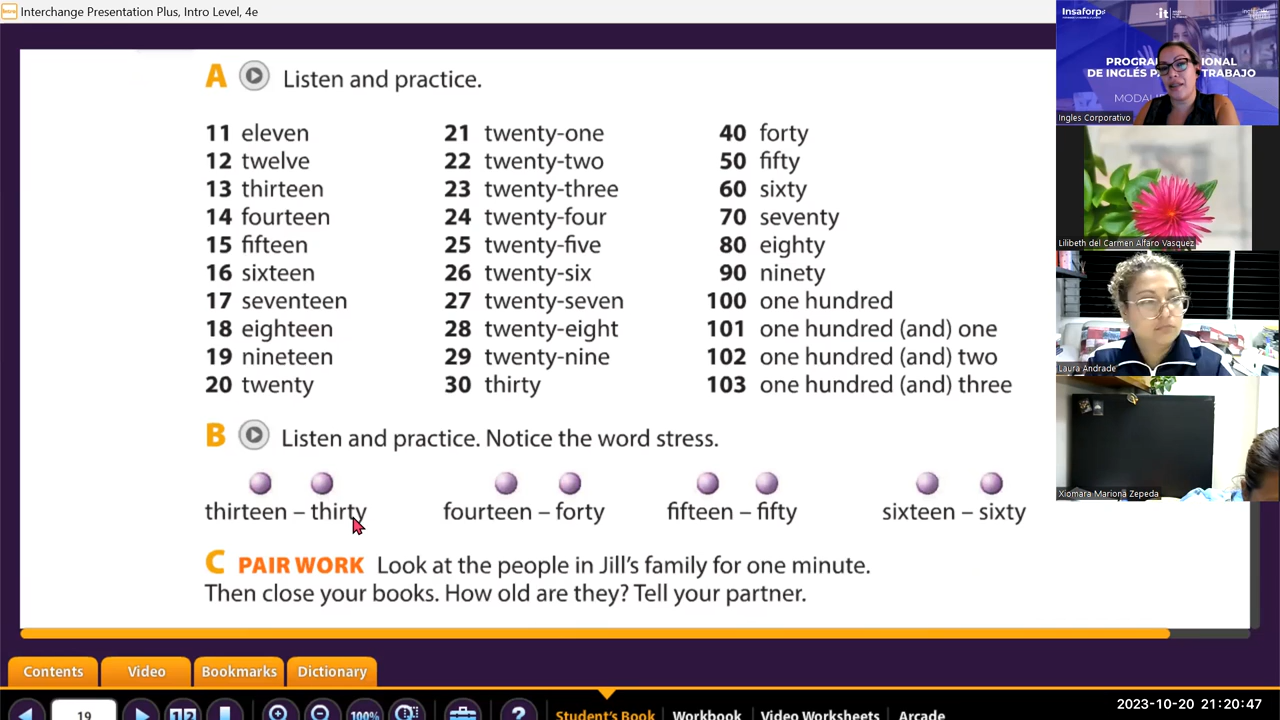 Interchange Presentation Plus, Intro Level, 4e
A Listen and practice.
11 eleven
12 twelve
13 thirteen
14 fourteen
15 fifteen
16 sixteen
17 seventeen
18 eighteen
19 nineteen
20 twenty
21 twenty-one
22 twenty-two
23 twenty-three
24 twenty-four
25 twenty-five
26 twenty-six
27 twenty-seven
28 twenty-eight
29 twenty-nine
30 thirty
40 forty
50 fifty
60 sixty
70 seventy
80 eighty
90 ninety
100 one hundred
101 one hundred (and) one
102 one hundred (and) two
103 one hundred (and) three
B Listen and practice. Notice the word stress.
thirteen – thirty
fourteen – forty
fifteen – fifty
sixteen – sixty
C PAIR WORK Look at the people in Jill's family for one minute.
Then close your books. How old are they? Tell your partner.
Contents
Video
Bookmarks
Dictionary
19
100%
Student's Book
Workbook
Video Worksheets
Arcade
Insaforp
PROGRA
IONAL
DE INGLÉS P
TRABAJO
MODALI
Ingles Corporativo
Lilibeth del Carmen Alfaro Vasquez
Laura Andrade
Xiomara Mariona Zepeda
2023-10-20 21:20:47